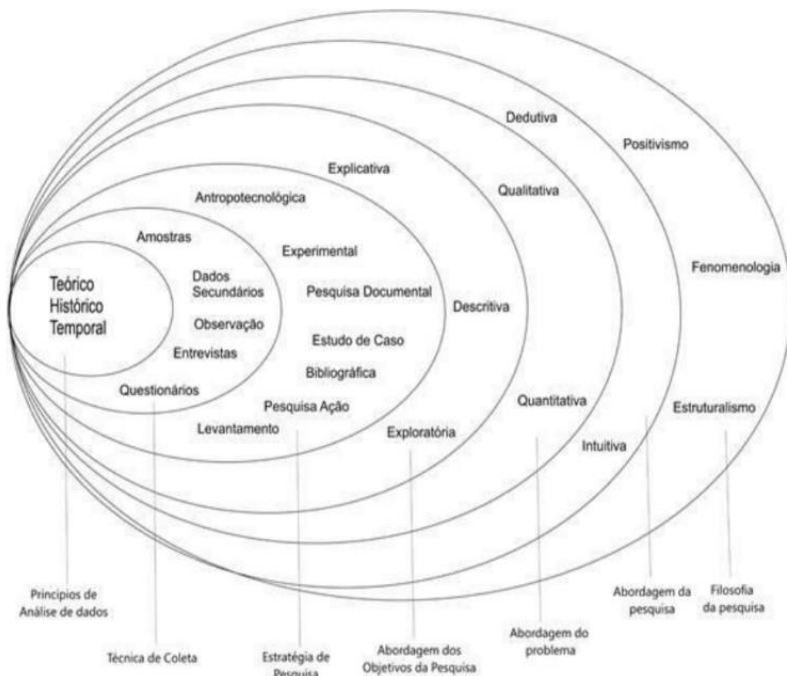 Dedutiva
Positivismo
Explicativa
Qualitativa
Antropotecnológica
Amostras
Experimental
Fenomenologia
Teórico
Histórico
Temporal
Dados
Secundários
Pesquisa Documental
Descritiva
Observação
Estudo de Caso
Entrevistas
Bibliográfica
Questionários
Pesquisa Ação
Quantitativa
Estruturalismo
Levantamento
Exploratória
Intuitiva
Princípios de
Análise de dados
Técnica de Coleta
Estratégia de
Pesquisa
Abordagem dos
Objetivos da Pesquisa
Abordagem do
problema
Abordagem da
pesquisa
Filosofia
da pesquisa